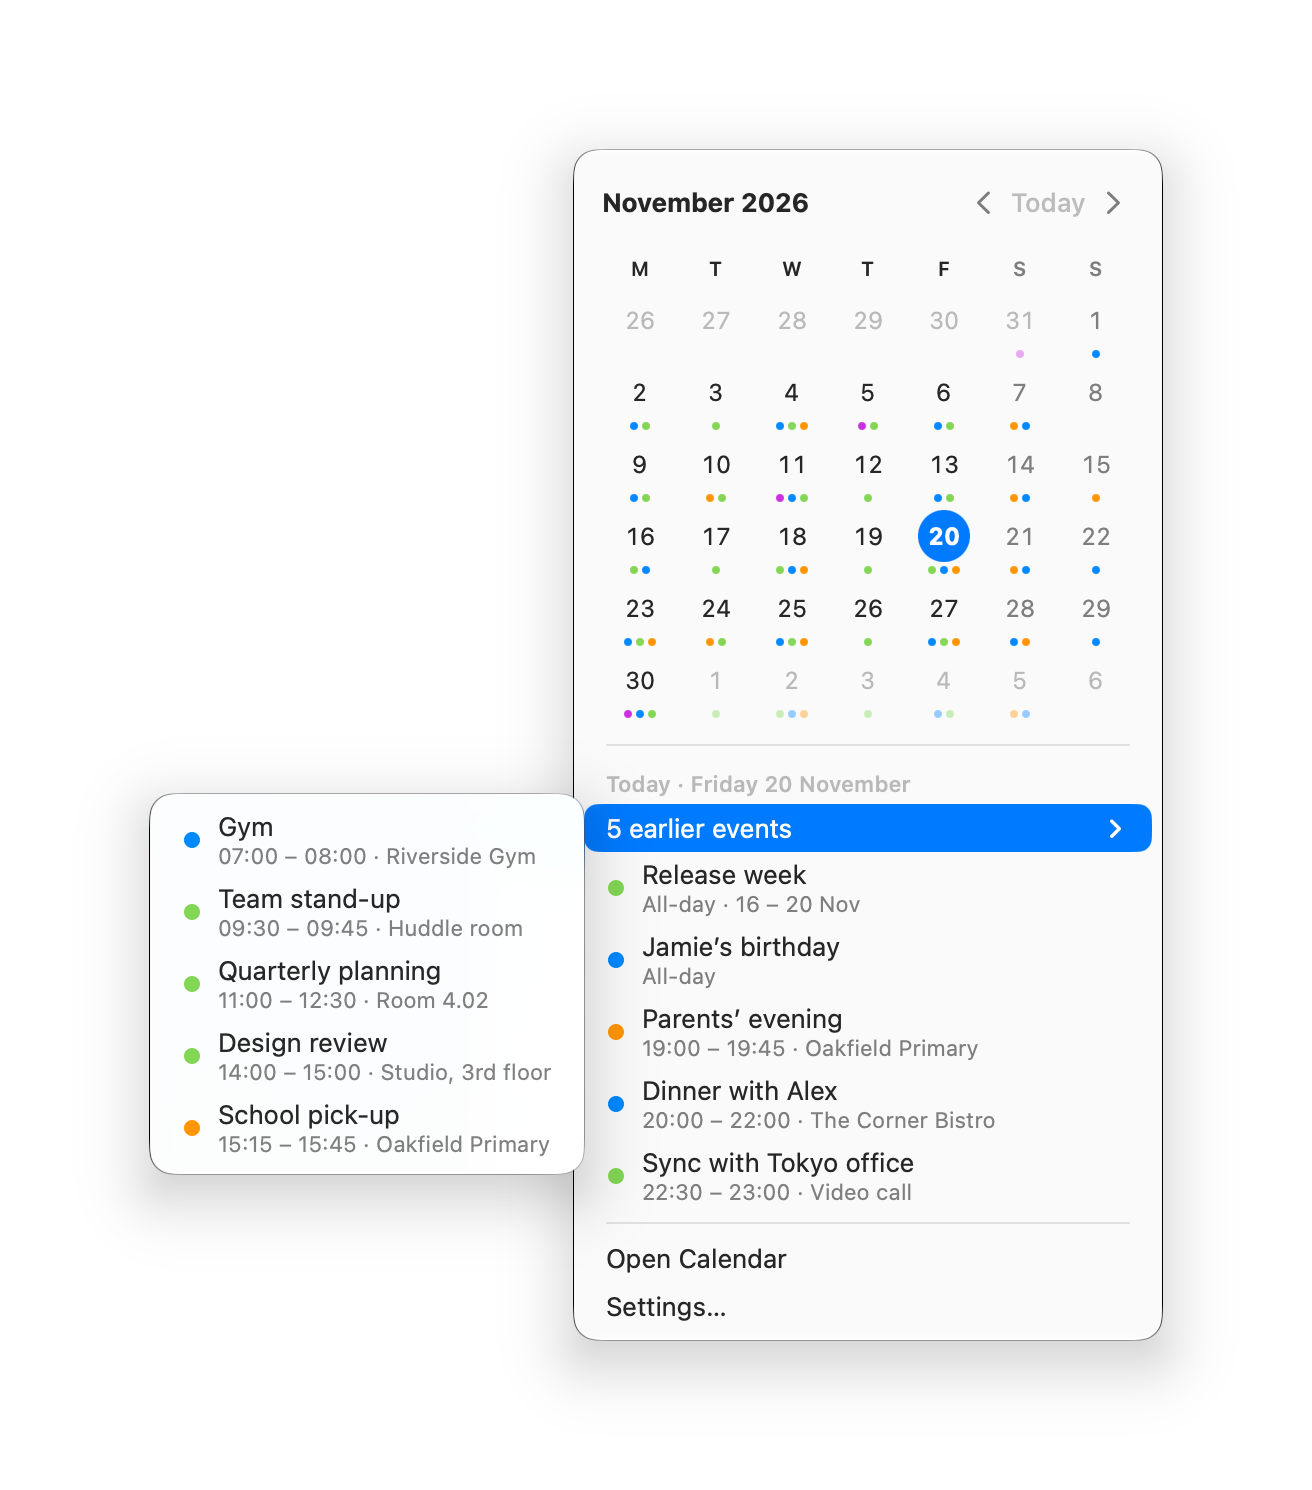 November 2026
Today
M T W T F S S
26 27 28 29 30 31 1
2 3 4 5 6 7 8
9 10 11 12 13 14 15
16 17 18 19 20 21 22
23 24 25 26 27 28 29
30 1 2 3 4 5 6
Today · Friday 20 November
5 earlier events
Gym
07:00 – 08:00 · Riverside Gym
Team stand-up
09:30 – 09:45 · Huddle room
Quarterly planning
11:00 – 12:30 · Room 4.02
Design review
14:00 – 15:00 · Studio, 3rd floor
School pick-up
15:15 – 15:45 · Oakfield Primary
Release week
All-day · 16 – 20 Nov
Jamie’s birthday
All-day
Parents’ evening
19:00 – 19:45 · Oakfield Primary
Dinner with Alex
20:00 – 22:00 · The Corner Bistro
Sync with Tokyo office
22:30 – 23:00 · Video call
Open Calendar
Settings...